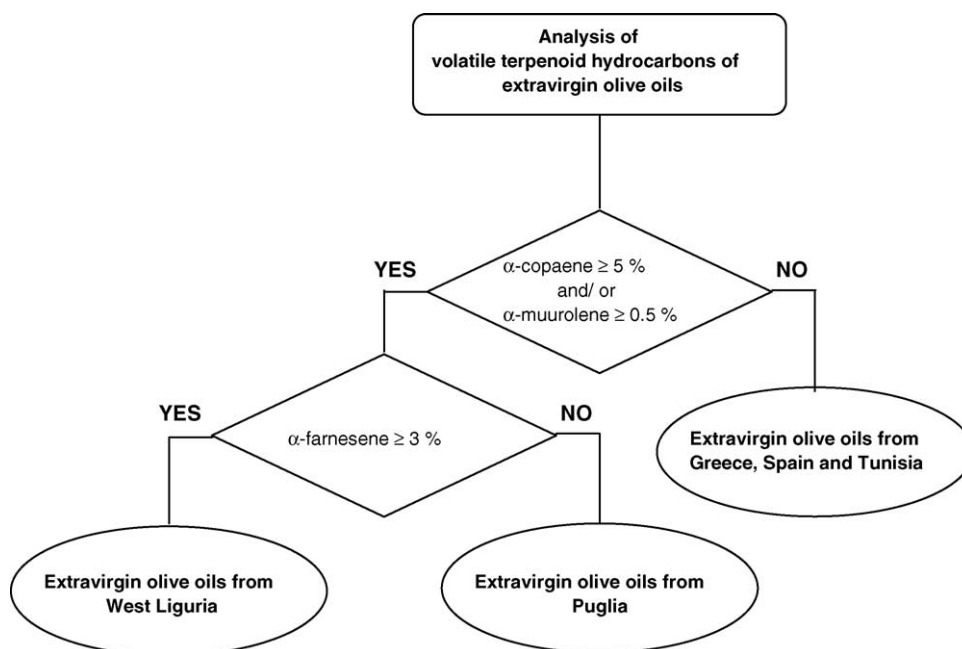 Analysis of
volatile terpenoid hydrocarbons of
extravirgin olive oils
YES
α-copaene ≥ 5 %
and/ or
α-muurolene ≥ 0.5 %
NO
YES
α-farnesene ≥ 3 %
NO
Extravirgin olive oils from
Greece, Spain and Tunisia
Extravirgin olive oils from
West Liguria
Extravirgin olive oils from
Puglia